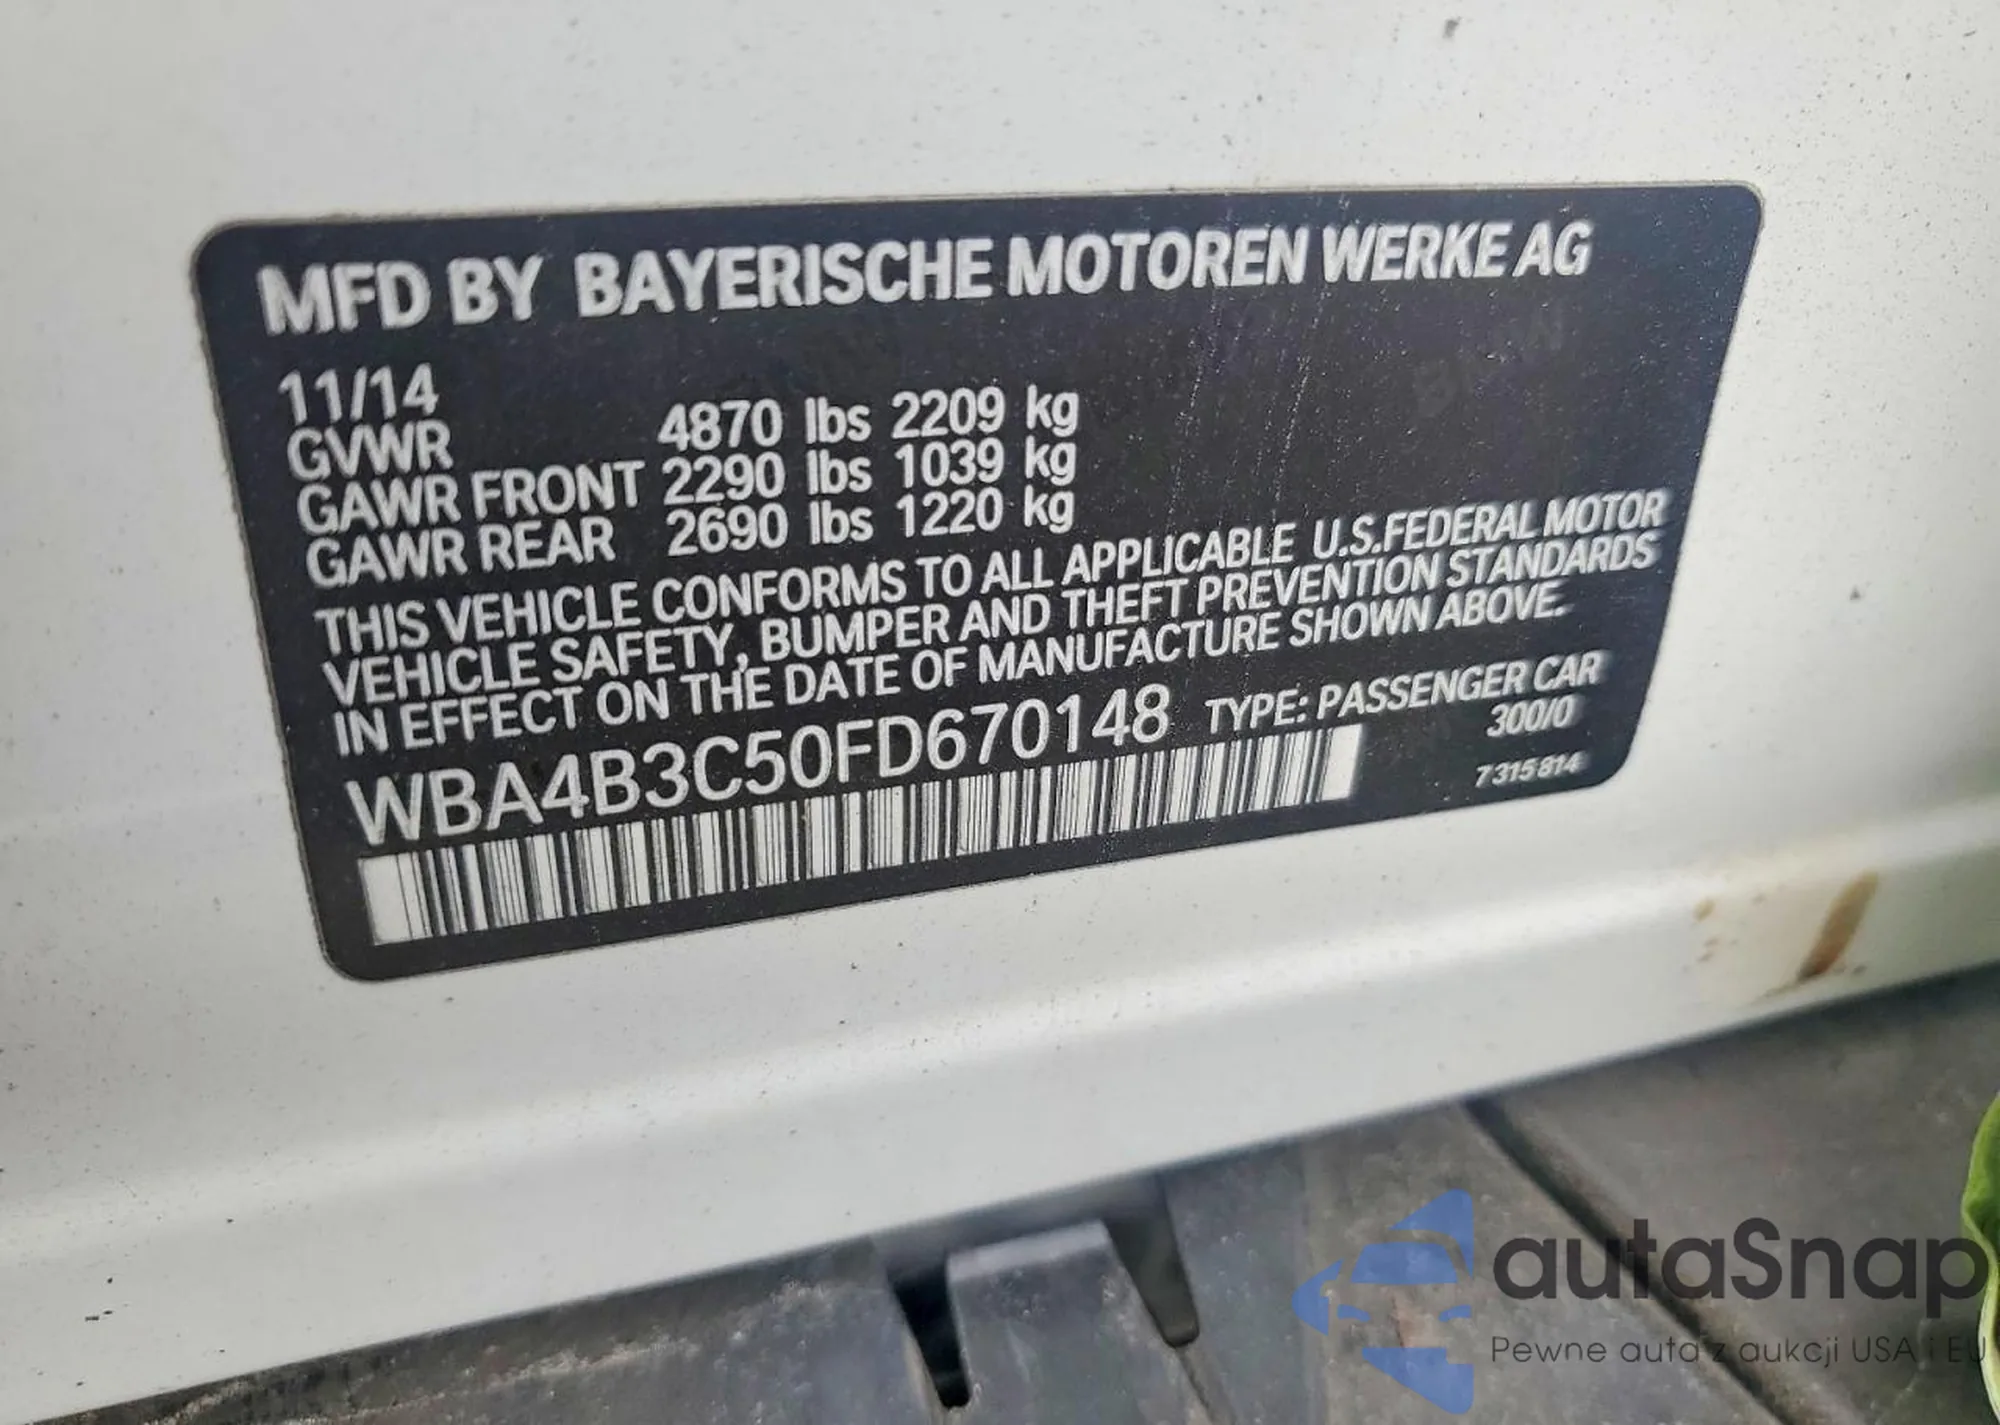 MFD BY BAYERISCHE MOTOREN WERKE AG
11/14
GVWR 4870 lbs 2209 kg
GAWR FRONT 2290 lbs 1039 kg
GAWR REAR 2690 lbs 1220 kg
THIS VEHICLE CONFORMS TO ALL APPLICABLE U.S.FEDERAL MOTOR
VEHICLE SAFETY, BUMPER AND THEFT PREVENTION STANDARDS
IN EFFECT ON THE DATE OF MANUFACTURE SHOWN ABOVE.
WBA4B3C50FD670148 TYPE: PASSENGER CAR
300/0
7 315 814
autaSnap
Pewne auta z aukcji USA i EU